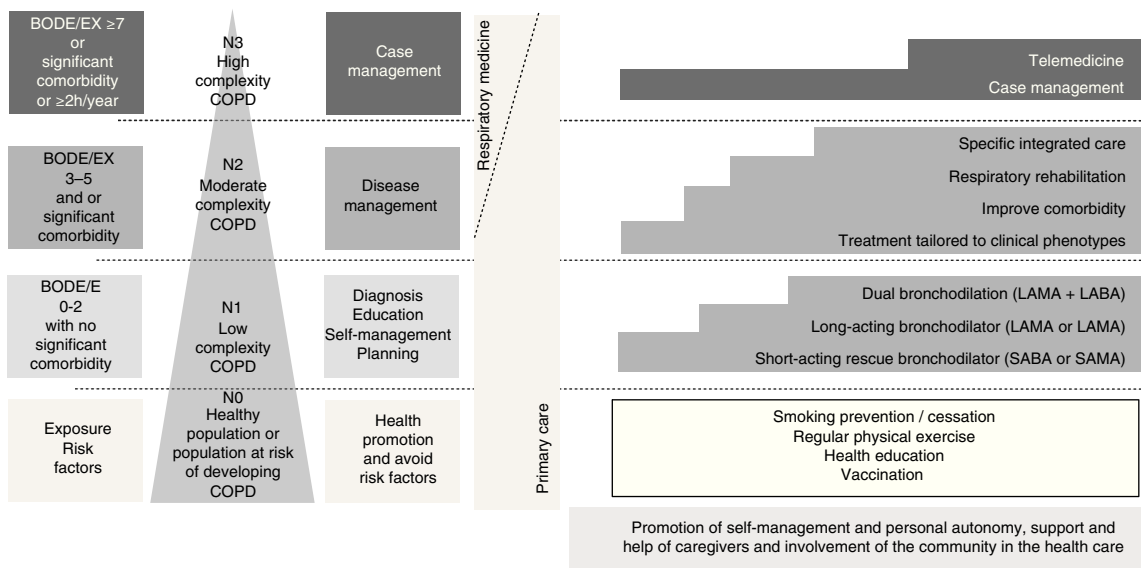 BODE/EX ≥7
or
significant
comorbidity
or ≥2h/year
N3
High
complexity
COPD
Case
management
BODE/EX
3–5
and or
significant
comorbidity
N2
Moderate
complexity
COPD
Disease
management
BODE/E
0-2
with no
significant
comorbidity
N1
Low
complexity
COPD
Diagnosis
Education
Self-management
Planning
Exposure
Risk
factors
N0
Healthy
population or
population at risk
of developing
COPD
Health
promotion
and avoid
risk factors
Respiratory medicine
Primary care
Telemedicine
Case management
Specific integrated care
Respiratory rehabilitation
Improve comorbidity
Treatment tailored to clinical phenotypes
Dual bronchodilation (LAMA + LABA)
Long-acting bronchodilator (LAMA or LAMA)
Short-acting rescue bronchodilator (SABA or SAMA)
Smoking prevention / cessation
Regular physical exercise
Health education
Vaccination
Promotion of self-management and personal autonomy, support and
help of caregivers and involvement of the community in the health care